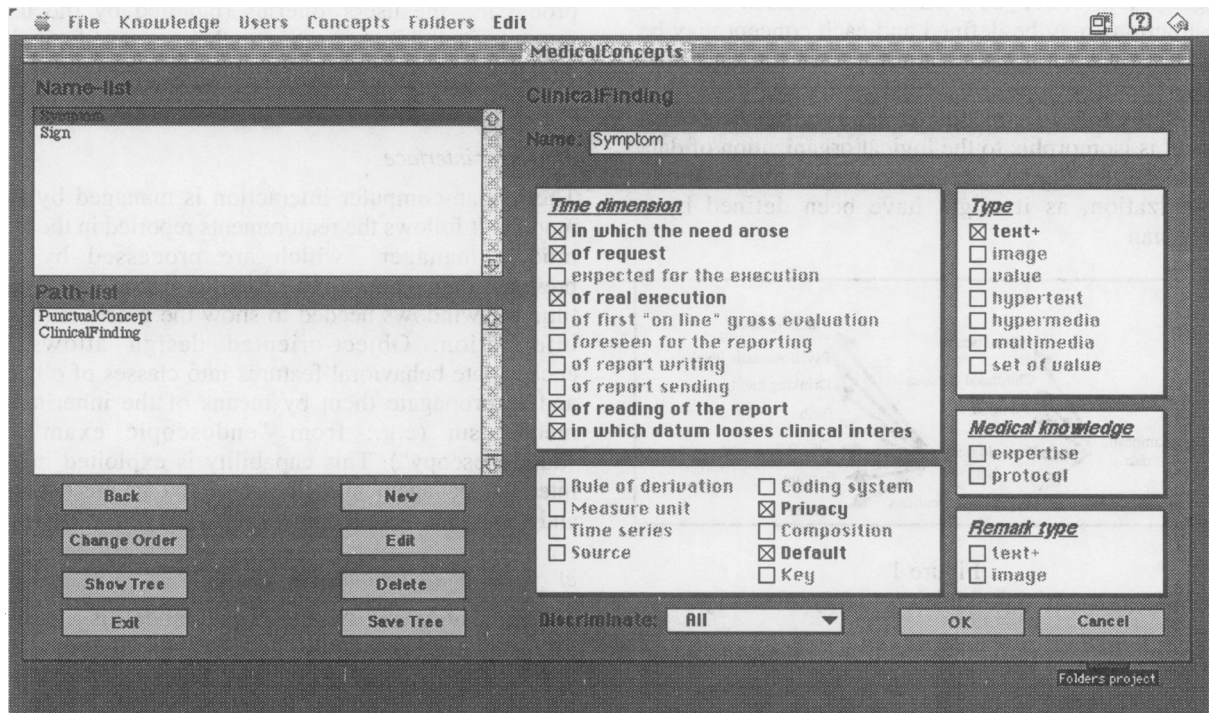 File Knowledge Users Concepts Folders Edit
MedicalConcepts
Name-list
Symptom
Sign
Path-list
PunctualConcept
ClinicalFinding
Back
New
Change Order
Edit
Show Tree
Delete
Exit
Save Tree
ClinicalFinding
Name: Symptom
Time dimension
in which the need arose
of request
expected for the execution
of real execution
of first "on line" gross evaluation
foreseen for the reporting
of report writing
of report sending
of reading of the report
in which datum looses clinical interes
Type
text+
image
value
hypertext
hypermedia
multimedia
set of value
Medical knowledge
expertise
protocol
Rule of derivation
Measure unit
Time series
Source
Coding system
Privacy
Composition
Default
Key
Remark type
text+
image
Discriminate: All
OK
Cancel
Folders project